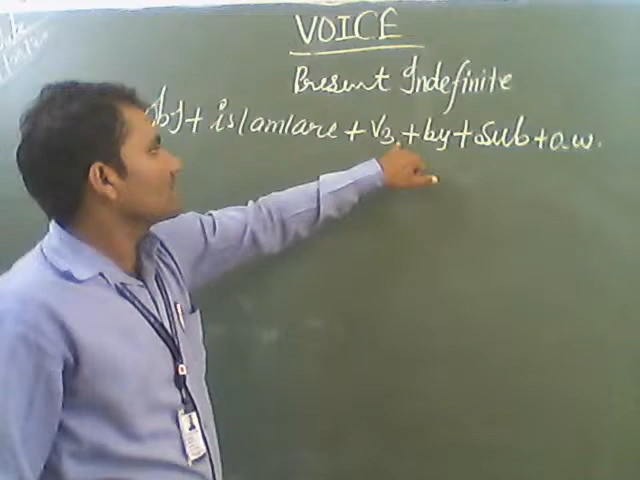 VOICE
Present Indefinite
Obj + is/am/are + V3 + by + sub + o.w.